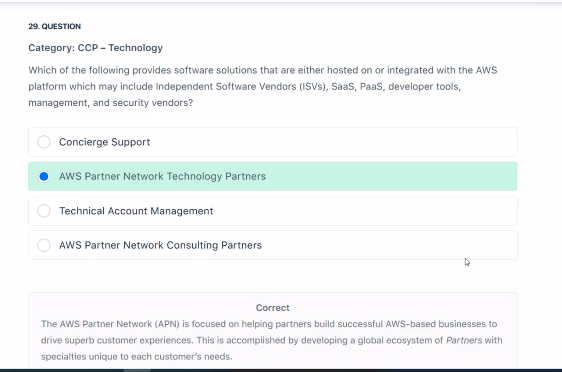 29. QUESTION
Category: CCP – Technology
Which of the following provides software solutions that are either hosted on or integrated with the AWS
platform which may include Independent Software Vendors (ISVs), SaaS, PaaS, developer tools,
management, and security vendors?
Concierge Support
AWS Partner Network Technology Partners
Technical Account Management
AWS Partner Network Consulting Partners
Correct
The AWS Partner Network (APN) is focused on helping partners build successful AWS-based businesses to
drive superb customer experiences. This is accomplished by developing a global ecosystem of Partners with
specialties unique to each customer's needs.